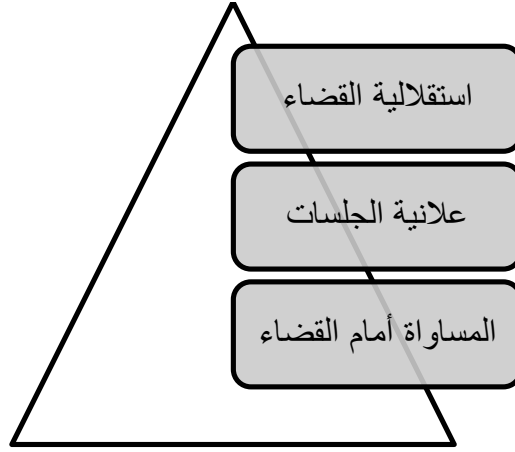 استقلالية القضاء
علانية الجلسات
المساواة أمام القضاء